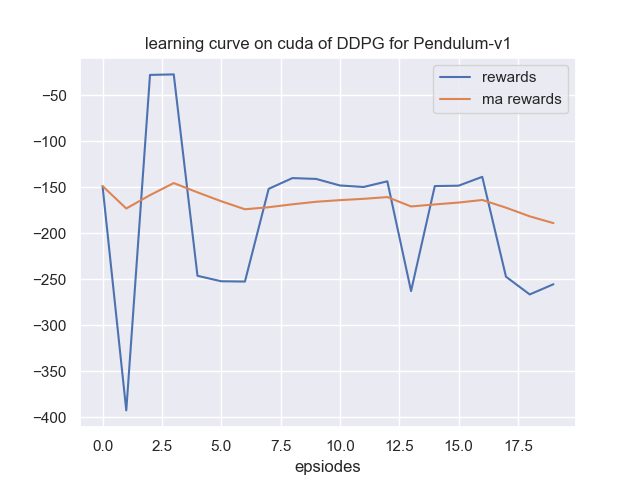 learning curve on cuda of DDPG for Pendulum-v1
rewards
ma rewards
−50
−100
−150
−200
−250
−300
−350
−400
0.0 2.5 5.0 7.5 10.0 12.5 15.0 17.5
epsiodes